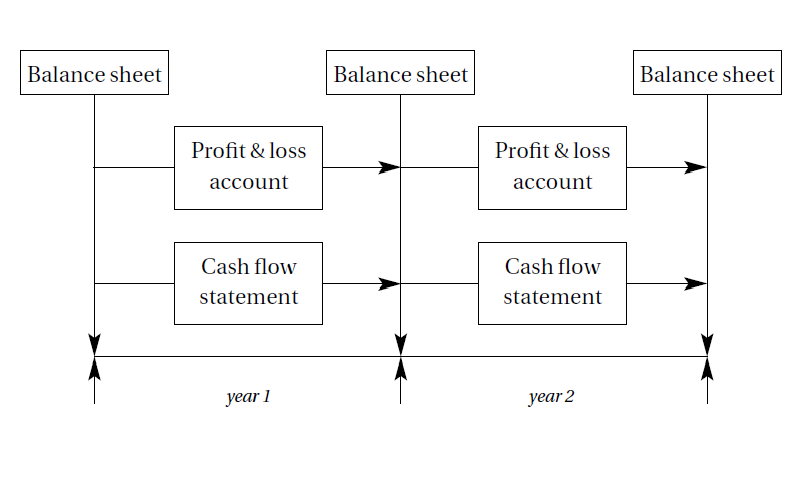 Balance sheet
Balance sheet
Balance sheet
Profit & loss
account
Profit & loss
account
Cash flow
statement
Cash flow
statement
year 1
year 2